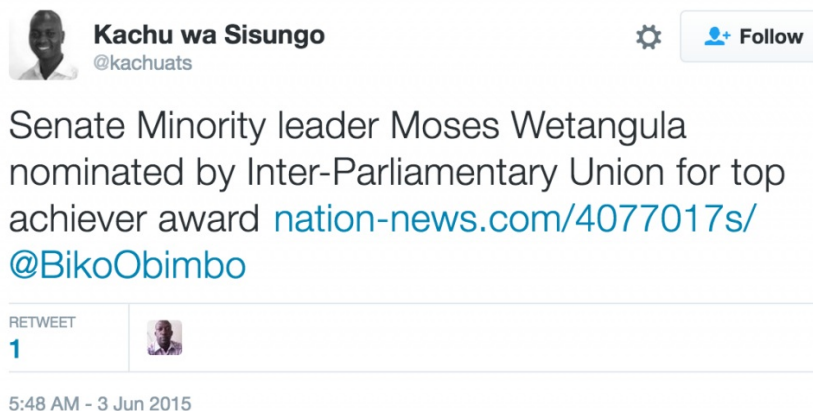 Kachu wa Sisungo
@kachuats
Follow
Senate Minority leader Moses Wetangula
nominated by Inter-Parliamentary Union for top
achiever award nation-news.com/4077017s/
@BikoObimbo
RETWEET
1
5:48 AM - 3 Jun 2015